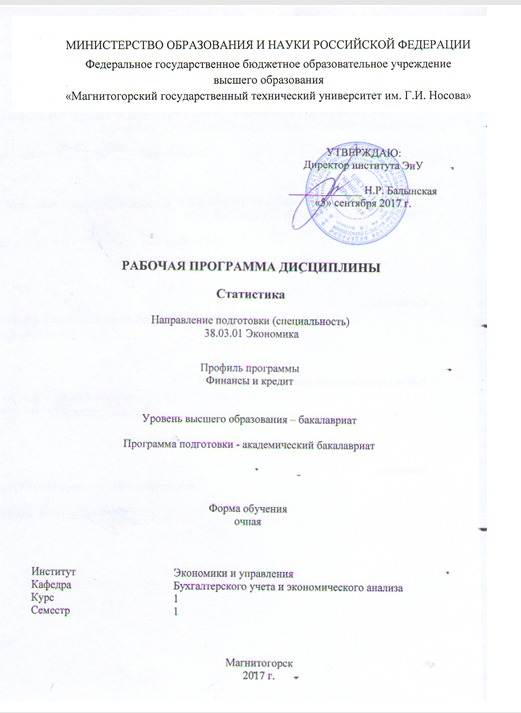 МИНИСТЕРСТВО ОБРАЗОВАНИЯ И НАУКИ РОССИЙСКОЙ ФЕДЕРАЦИИ
Федеральное государственное бюджетное образовательное учреждение
высшего образования
«Магнитогорский государственный технический университет им. Г.И. Носова»
УТВЕРЖДАЮ:
Директор института ЭиУ
Н.Р. Балынская
«5» сентября 2017 г.
РАБОЧАЯ ПРОГРАММА ДИСЦИПЛИНЫ
Статистика
Направление подготовки (специальность)
38.03.01 Экономика
Профиль программы
Финансы и кредит
Уровень высшего образования – бакалавриат
Программа подготовки - академический бакалавриат
Форма обучения
очная
Институт Экономики и управления
Кафедра Бухгалтерского учета и экономического анализа
Курс 1
Семестр 1
Магнитогорск
2017 г.